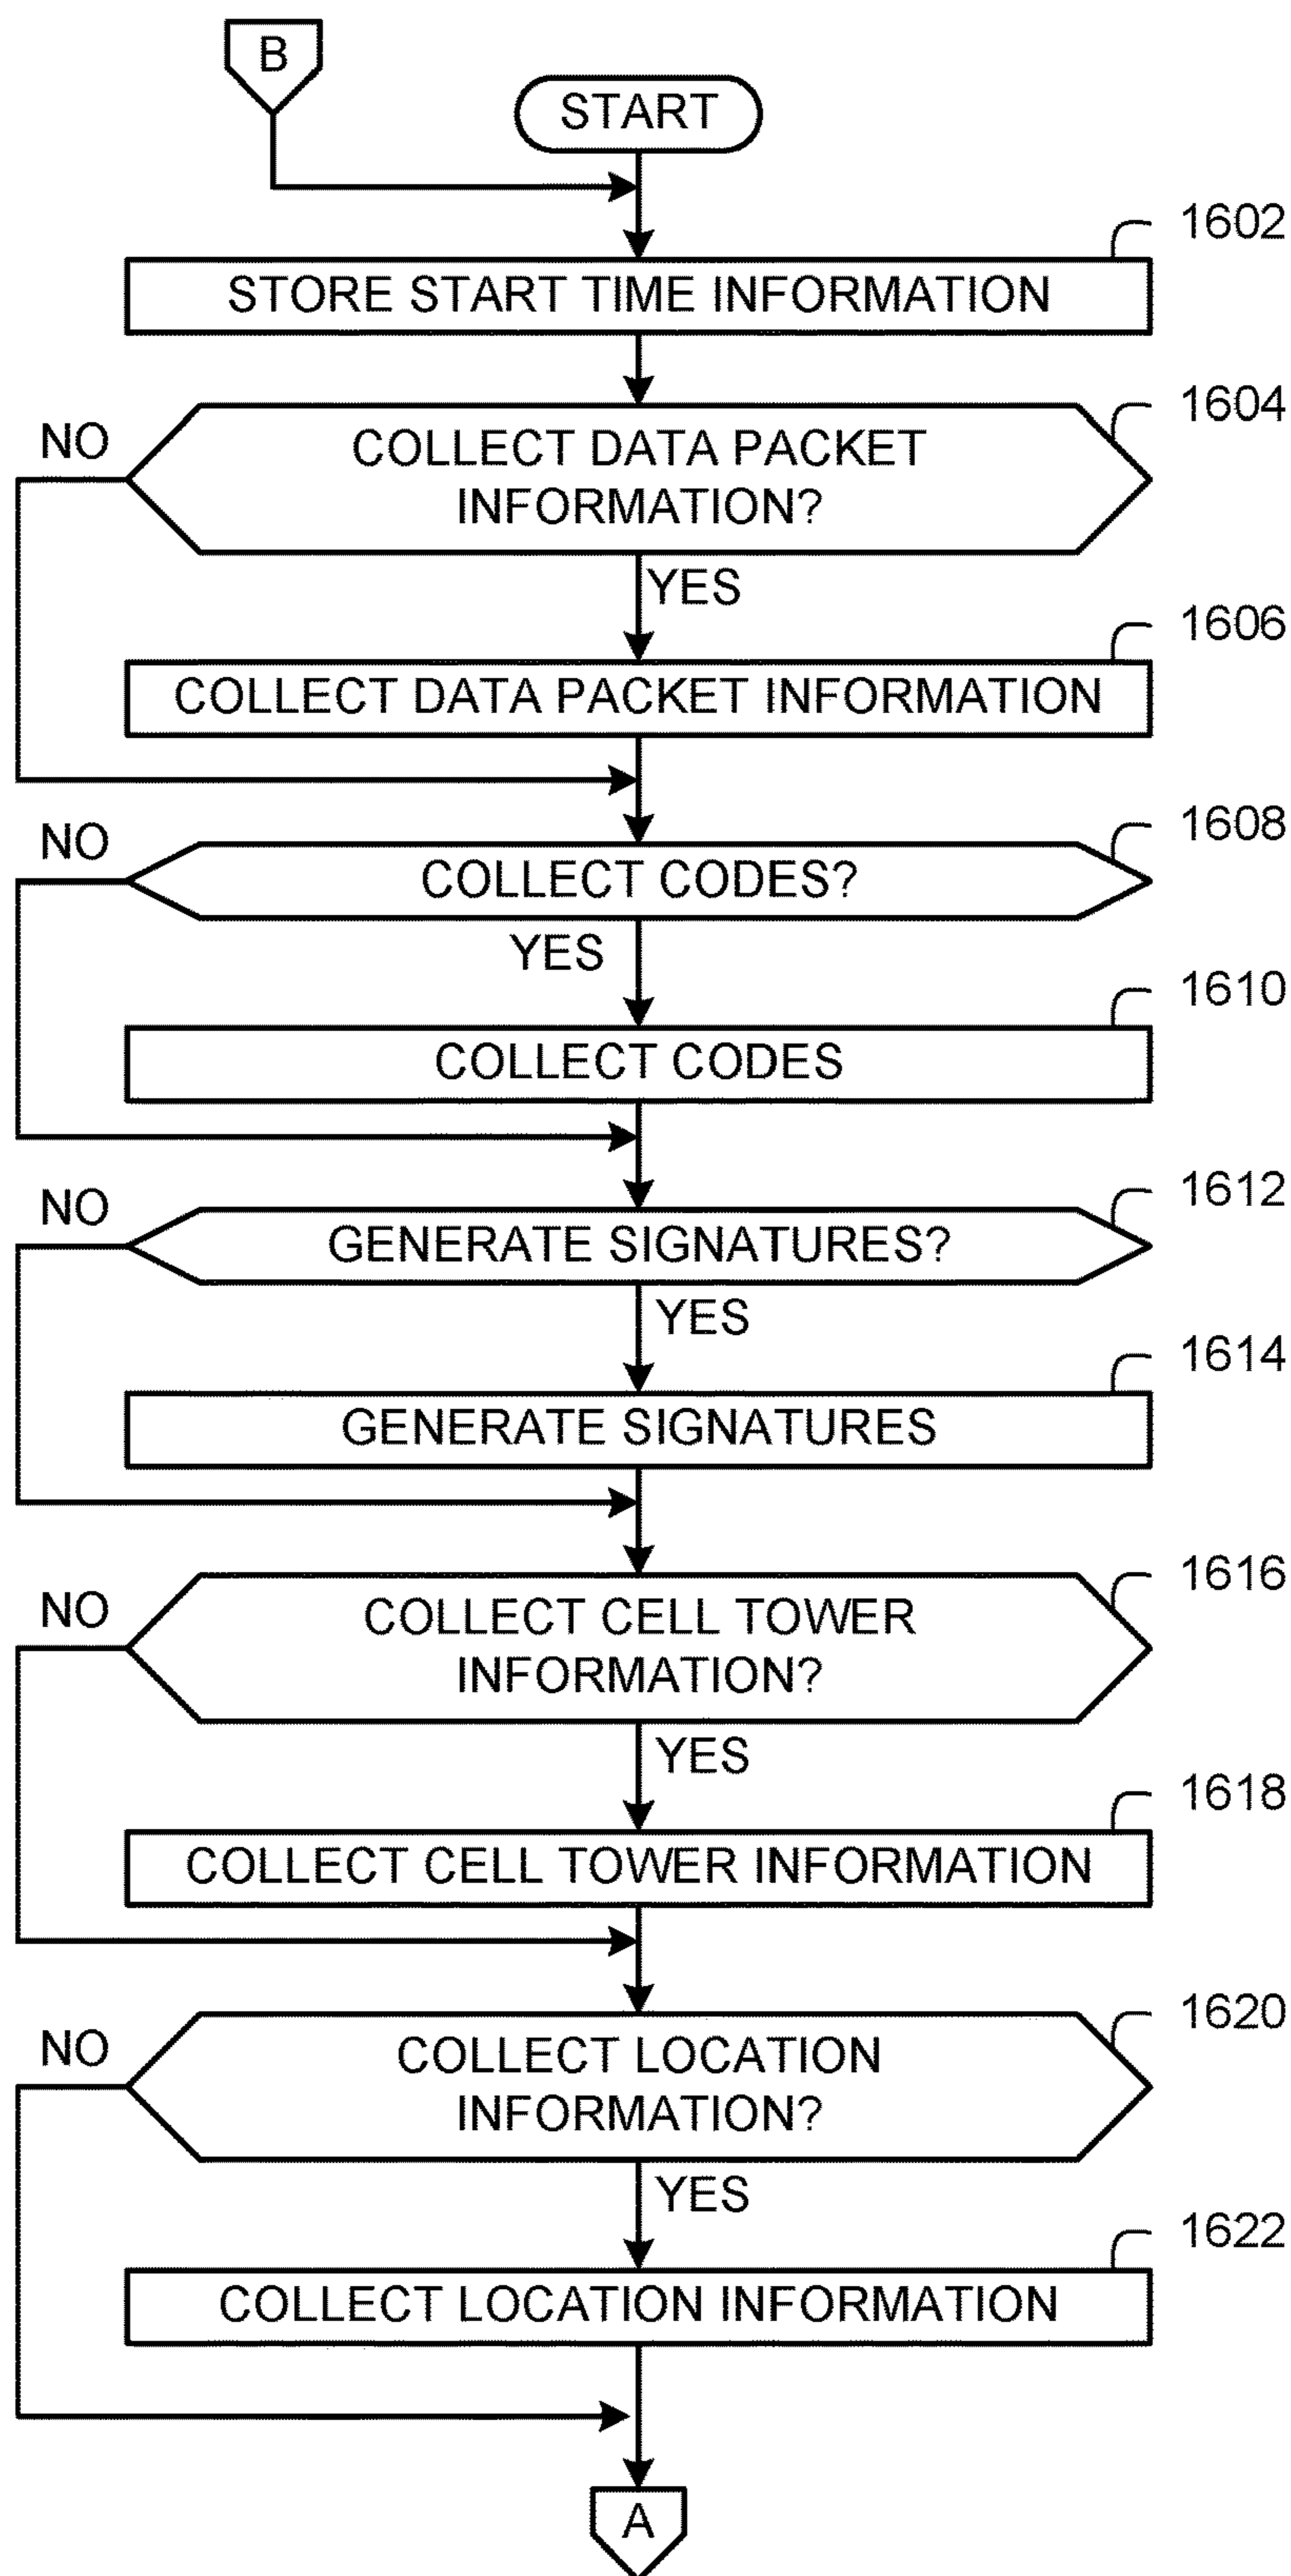 B
START
1602
STORE START TIME INFORMATION
1604
NO
COLLECT DATA PACKET
INFORMATION?
YES
1606
COLLECT DATA PACKET INFORMATION
1608
NO
COLLECT CODES?
YES
1610
COLLECT CODES
1612
NO
GENERATE SIGNATURES?
YES
1614
GENERATE SIGNATURES
1616
NO
COLLECT CELL TOWER
INFORMATION?
YES
1618
COLLECT CELL TOWER INFORMATION
1620
NO
COLLECT LOCATION
INFORMATION?
YES
1622
COLLECT LOCATION INFORMATION
A